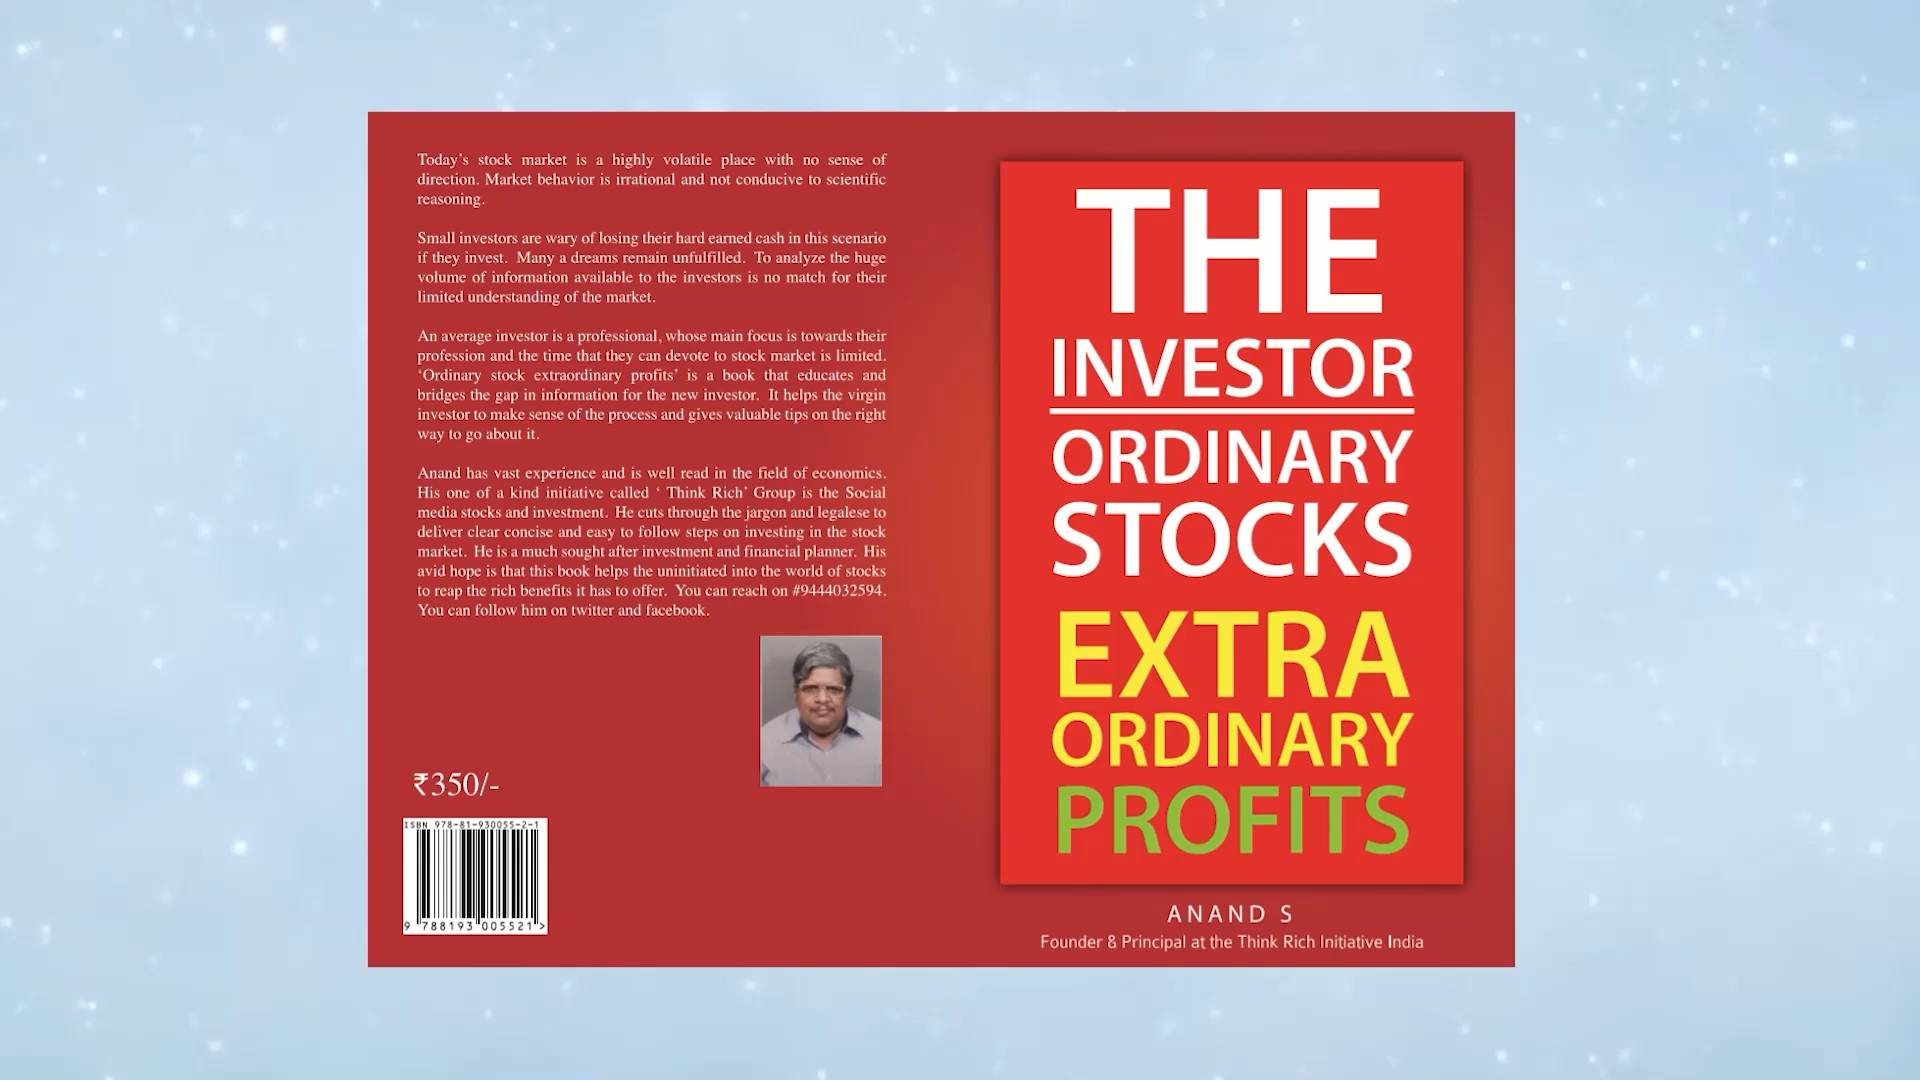 Today's stock market is a highly volatile place with no sense of
direction. Market behavior is irrational and not conducive to scientific
reasoning.
Small investors are wary of losing their hard earned cash in this scenario
if they invest. Many a dreams remain unfulfilled. To analyze the huge
volume of information available to the investors is no match for their
limited understanding of the market.
An average investor is a professional, whose main focus is towards their
profession and the time that they can devote to stock market is limited.
‘Ordinary stock extraordinary profits’ is a book that educates and
bridges the gap in information for the new investor. It helps the virgin
investor to make sense of the process and gives valuable tips on the right
way to go about it.
Anand has vast experience and is well read in the field of economics.
His one of a kind initiative called ‘ Think Rich’ Group is the Social
media stocks and investment. He cuts through the jargon and legalese to
deliver clear concise and easy to follow steps on investing in the stock
market. He is a much sought after investment and financial planner. His
avid hope is that this book helps the uninitiated into the world of stocks
to reap the rich benefits it has to offer. You can reach on #9444032594.
You can follow him on twitter and facebook.
₹350/-
ISBN 978-81-930055-2-1
9 788193 005521 >
THE
INVESTOR
ORDINARY
STOCKS
EXTRA
ORDINARY
PROFITS
ANAND S
Founder & Principal at the Think Rich Initiative India